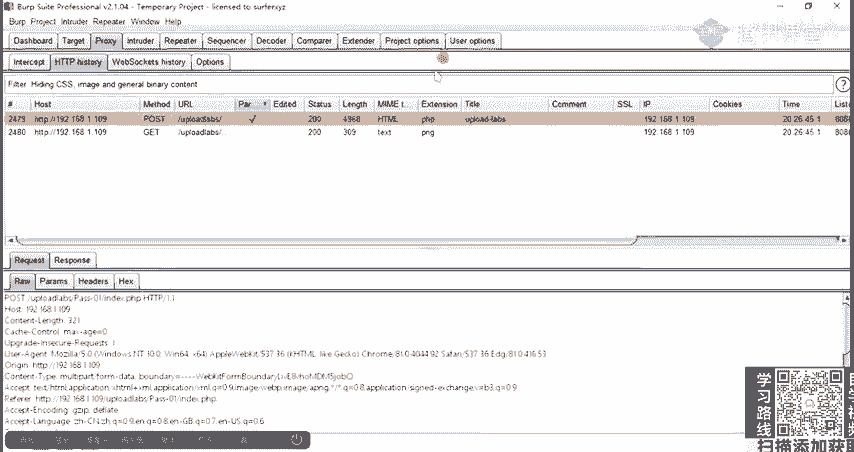 Burp Suite Professional v2.1.04 - Temporary Project - licensed to surferxyz
Burp Project Intruder Repeater Window Help
Dashboard Target Proxy Intruder Repeater Sequencer Decoder Comparer Extender Project options User options
Intercept HTTP history WebSockets history Options
Filter: Hiding CSS, image and general binary content
# Host Method URL Par... Edited Status Length MIME t... Extension Title Comment SSL IP Cookies Time
2479 http://192.168.1.109 POST /uploadlabs/ ✓ 200 4968 HTML php upload-labs 192.168.1.109 20:26:45 1
2480 http://192.168.1.109 GET /uploadlabs/.. 200 309 text png 192.168.1.109 20:26:45 1
Request Response
Raw Params Headers Hex
POST /uploadlabs/Pass-01/index.php HTTP/1.1
Host: 192.168.1.109
Content-Length: 321
Cache-Control: max-age=0
Upgrade-Insecure-Requests: 1
User-Agent: Mozilla/5.0 (Windows NT 10.0; Win64; x64) AppleWebKit/537.36 (KHTML, like Gecko) Chrome/81.0.4044.92 Safari/537.36 Edg/81.0.416.53
Origin: http://192.168.1.109
Content-Type: multipart/form-data;
Accept: text/html,application/xhtml+xml,application/xml;q=0.9,image/webp,image/apng,*/*;q=0.8,application/signed-exchange;v=b3;q=0.9
Referer: http://192.168.1.109/uploadlabs/Pass-01/index.php
Accept-Encoding: gzip, deflate
Accept-Language: zh-CN,zh;q=0.9,en;q=0.8,en-GB;q=0.7,en-US;q=0.6
学习路线
扫描添加获取